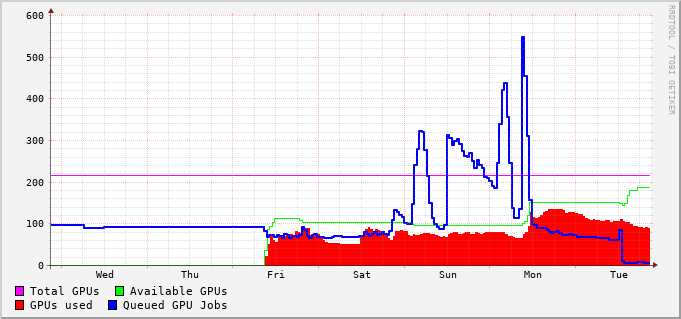 600
500
400
300
200
100
0
Wed Thu Fri Sat Sun Mon Tue
Total GPUs Available GPUs
GPUs used Queued GPU Jobs
RRDTOOL / TOBI OETIKER